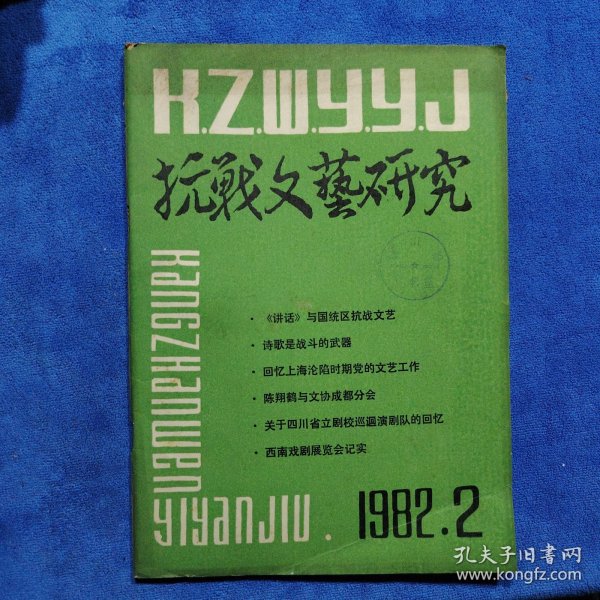 K.Z.W.Y.Y.J
抗戰文藝研究
KangZHanWen
YIYanJIU.
·《讲话》与国统区抗战文艺
·诗歌是战斗的武器
·回忆上海沦陷时期党的文艺工作
·陈翔鹤与文协成都分会
·关于四川省立剧校巡迴演剧队的回忆
·西南戏剧展览会记实
1982.2
孔夫子旧书网
www.kongfz.com